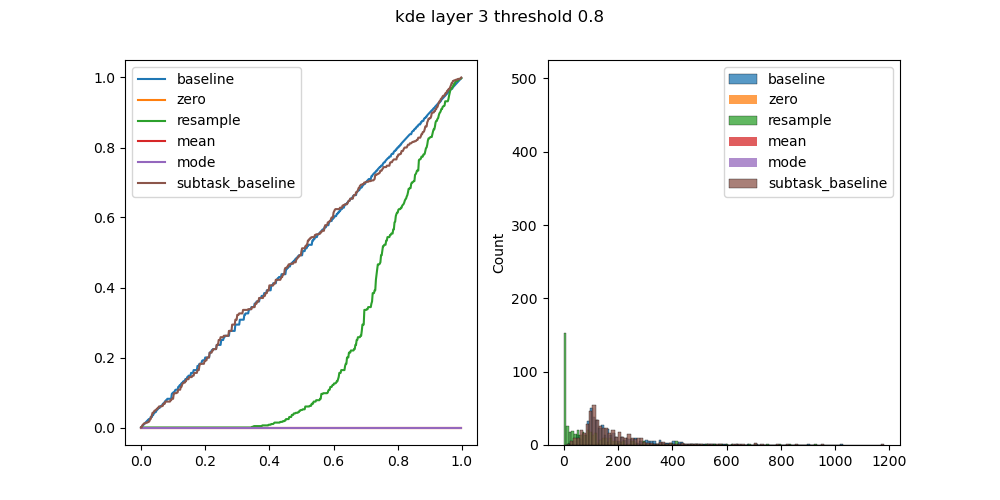 kde layer 3 threshold 0.8
baseline
zero
resample
mean
mode
subtask_baseline
1.0
0.8
0.6
0.4
0.2
0.0
0.0 0.2 0.4 0.6 0.8 1.0
baseline
zero
resample
mean
mode
subtask_baseline
Count
500
400
300
200
100
0
0 200 400 600 800 1000 1200